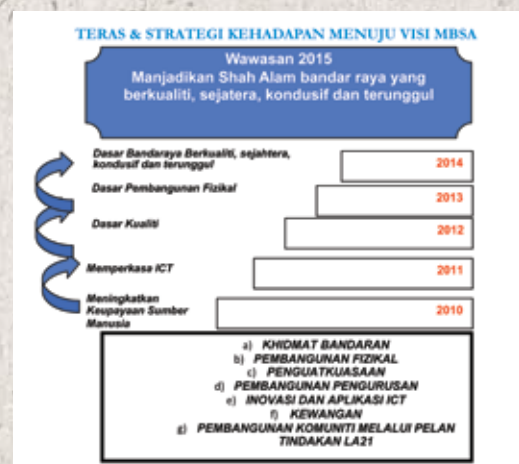 TERAS & STRATEGI KEHADAPAN MENUJU VISI MBSA
Wawasan 2015
Manjadikan Shah Alam bandar raya yang
berkualiti, sejatera, kondusif dan terunggul
Dasar Bandaraya Berkualiti, sejahtera,
kondusif dan terunggul
2014
Dasar Pembangunan Fizikal
2013
Dasar Kualiti
2012
Memperkasa ICT
2011
Meningkatkan
Keupayaan Sumber
Manusia
2010
a) KHIDMAT BANDARAN
b) PEMBANGUNAN FIZIKAL
c) PENGUATKUASAAN
d) PEMBANGUNAN PENGURUSAN
e) INOVASI DAN APLIKASI ICT
f) KEWANGAN
g) PEMBANGUNAN KOMUNITI MELALUI PELAN
TINDAKAN LA21